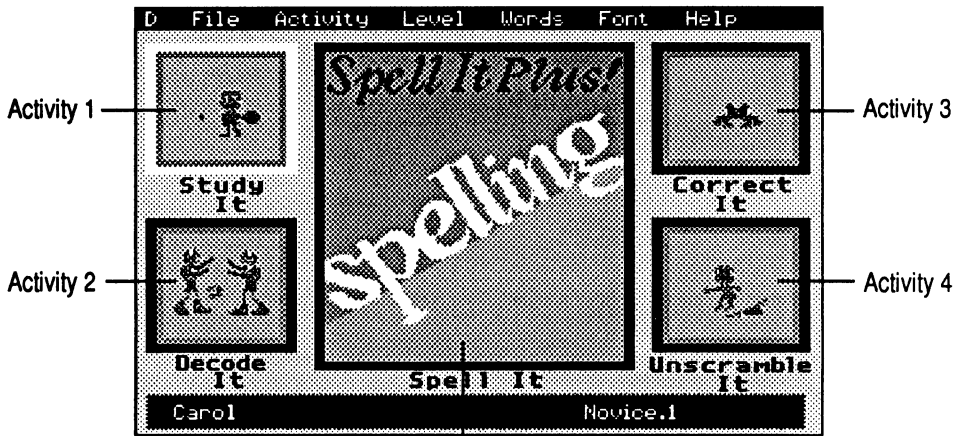 D File Activity Level Words Font Help
Spell It Plus!
Spelling
Activity 1
Study
It
Activity 2
Decode
It
Spell It
Activity 3
Correct
It
Activity 4
Unscramble
It
Carol Novice.1